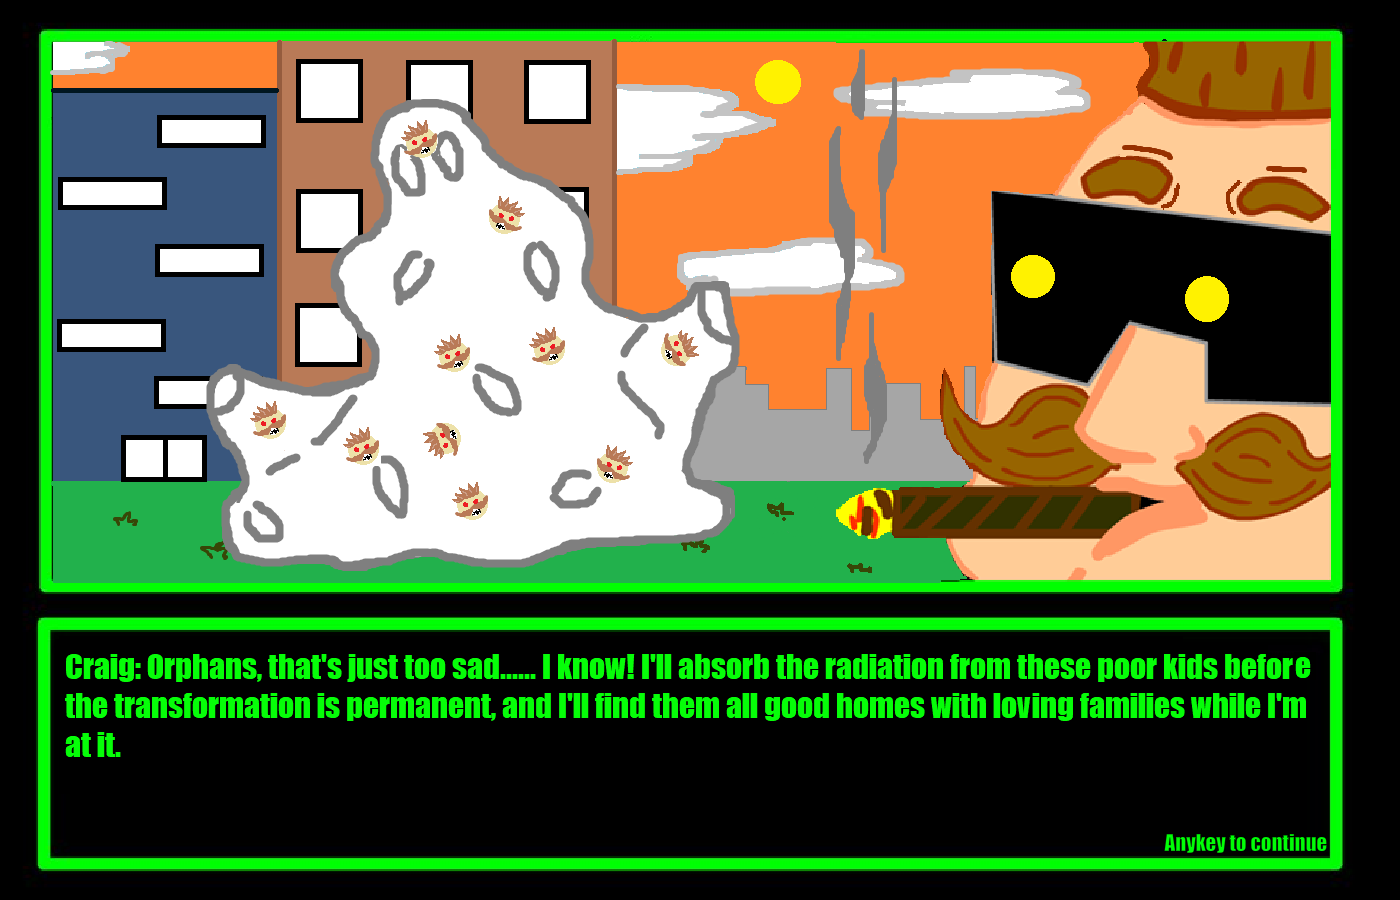 Craig: Orphans, that's just too sad...... I know! I'll absorb the radiation from these poor kids before
the transformation is permanent, and I'll find them all good homes with loving families while I'm
at it.
Anykey to continue